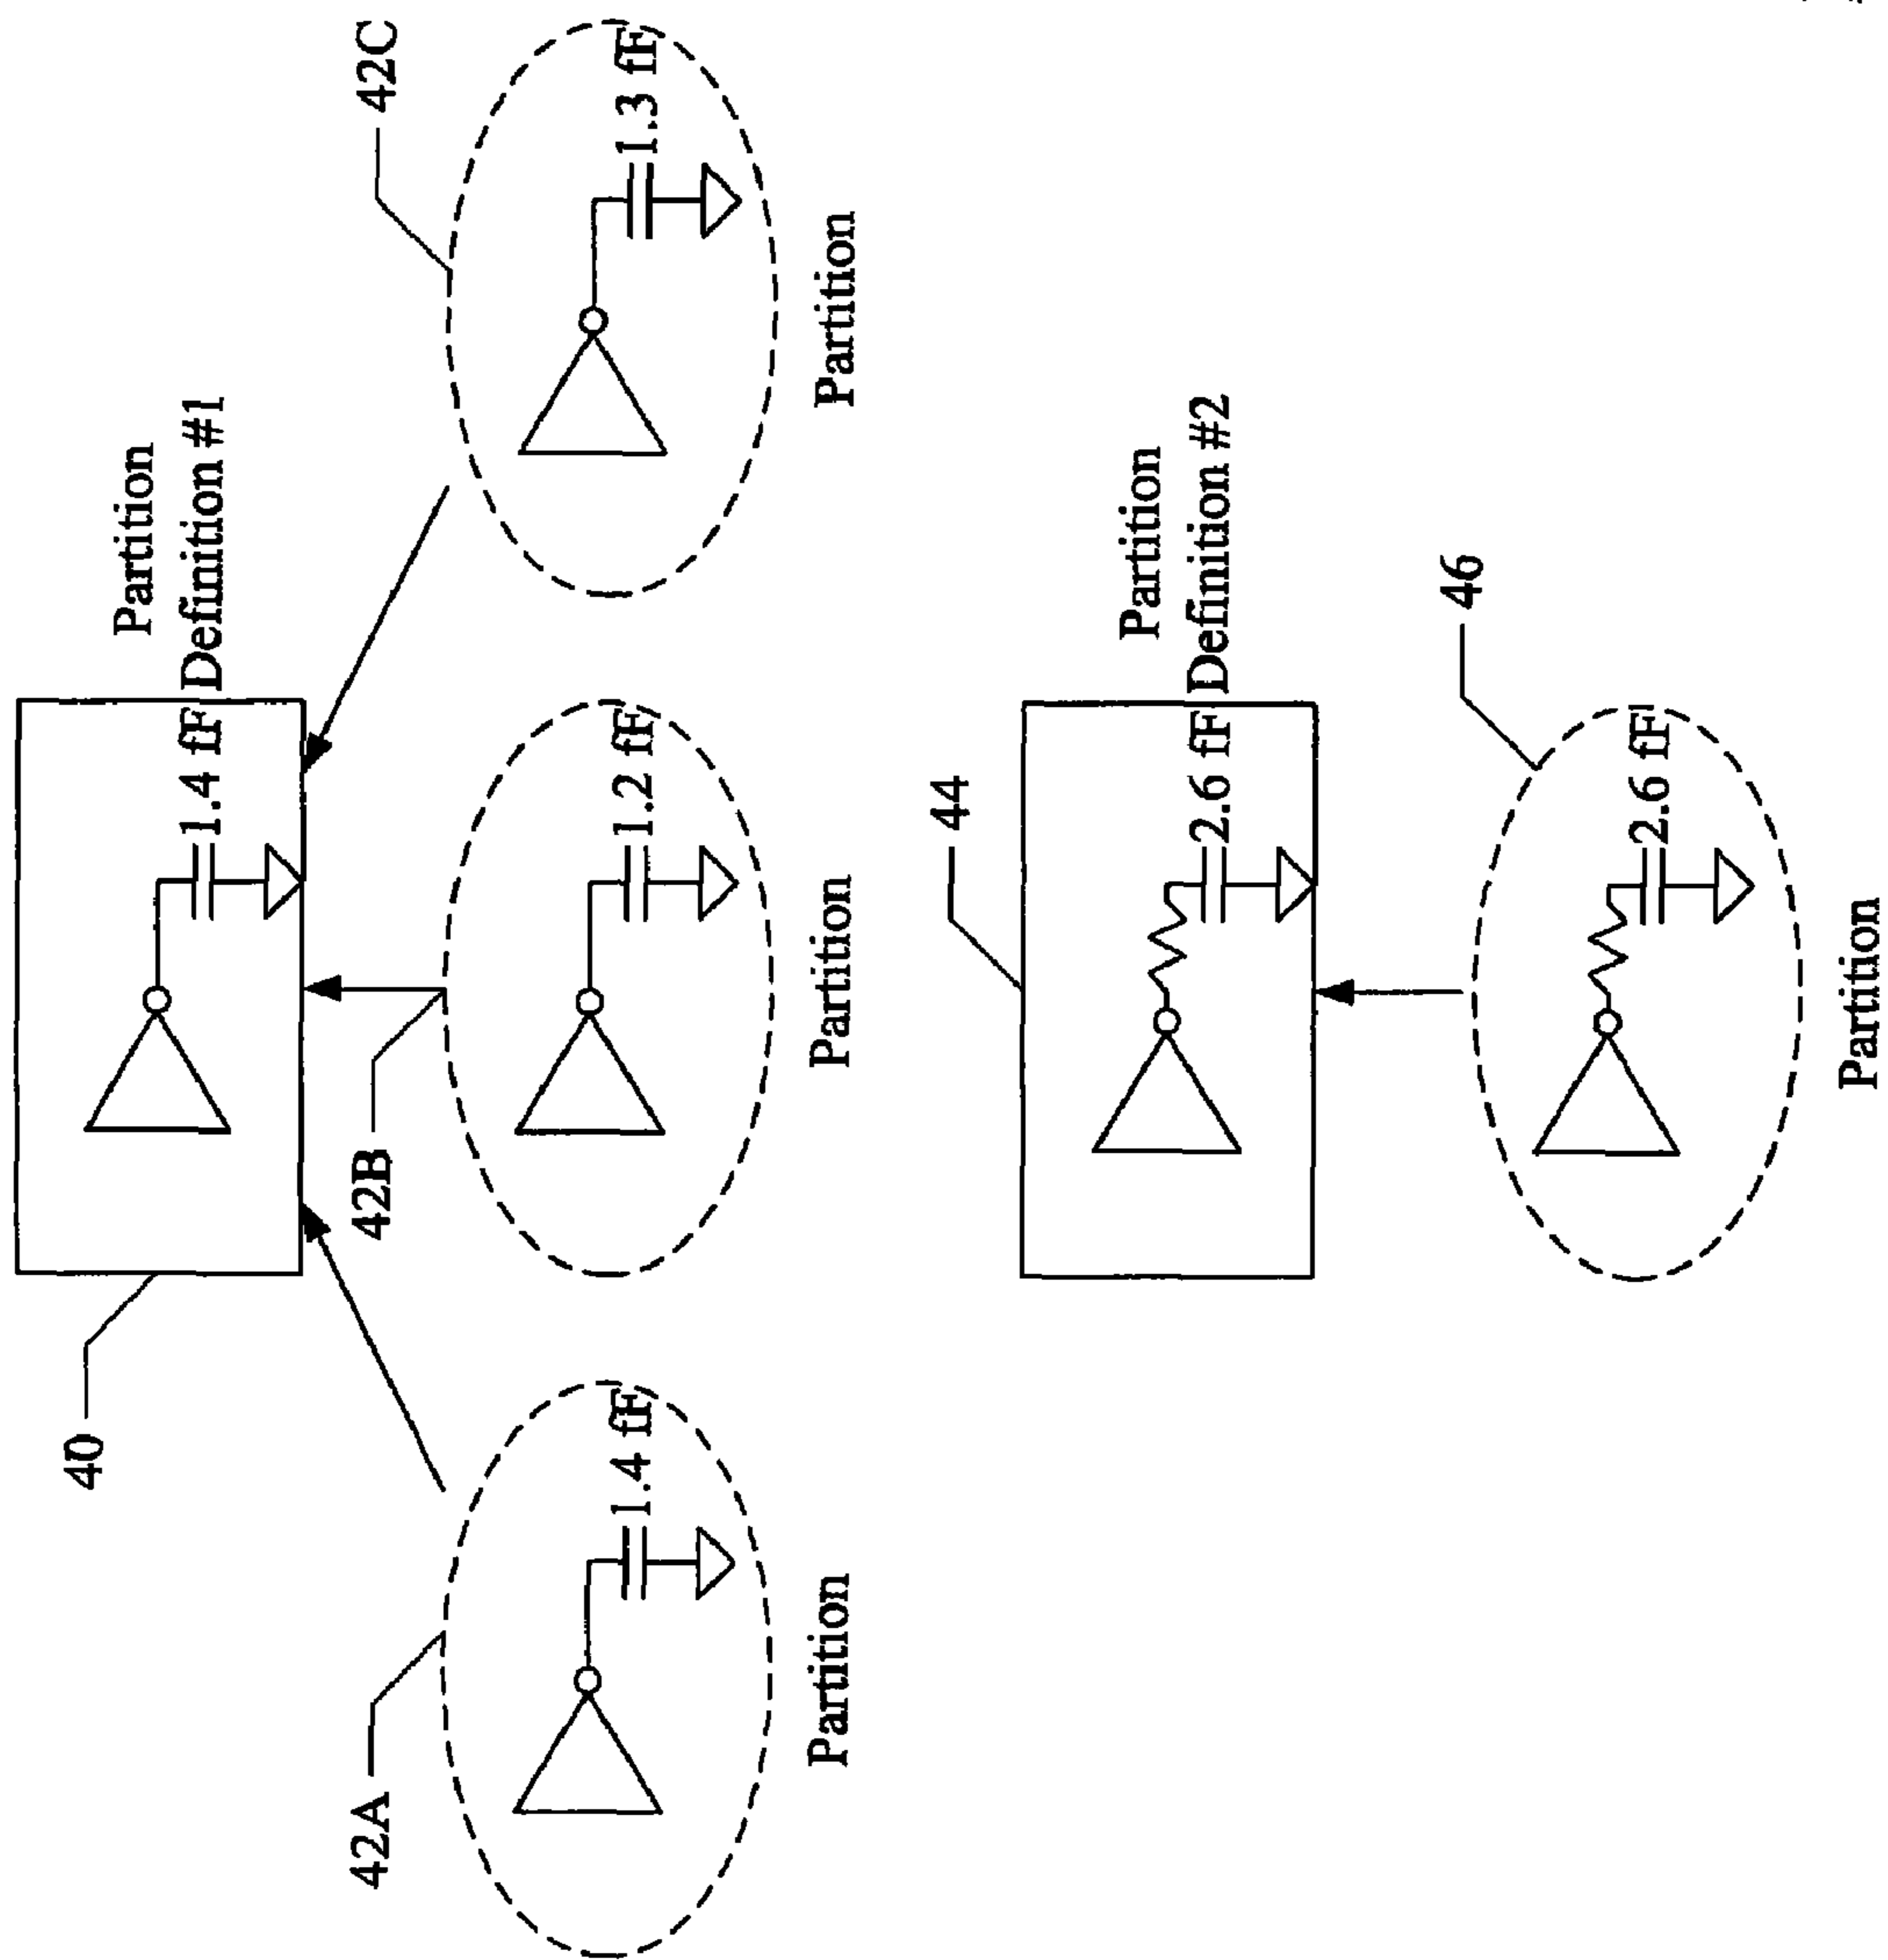 40
1.4 fF
Partition
Definition #1
42A
42B
42C
1.4 fF
1.2 fF
1.3 fF
Partition
Partition
Partition
44
2.6 fF
Partition
Definition #2
46
2.6 fF
Partition